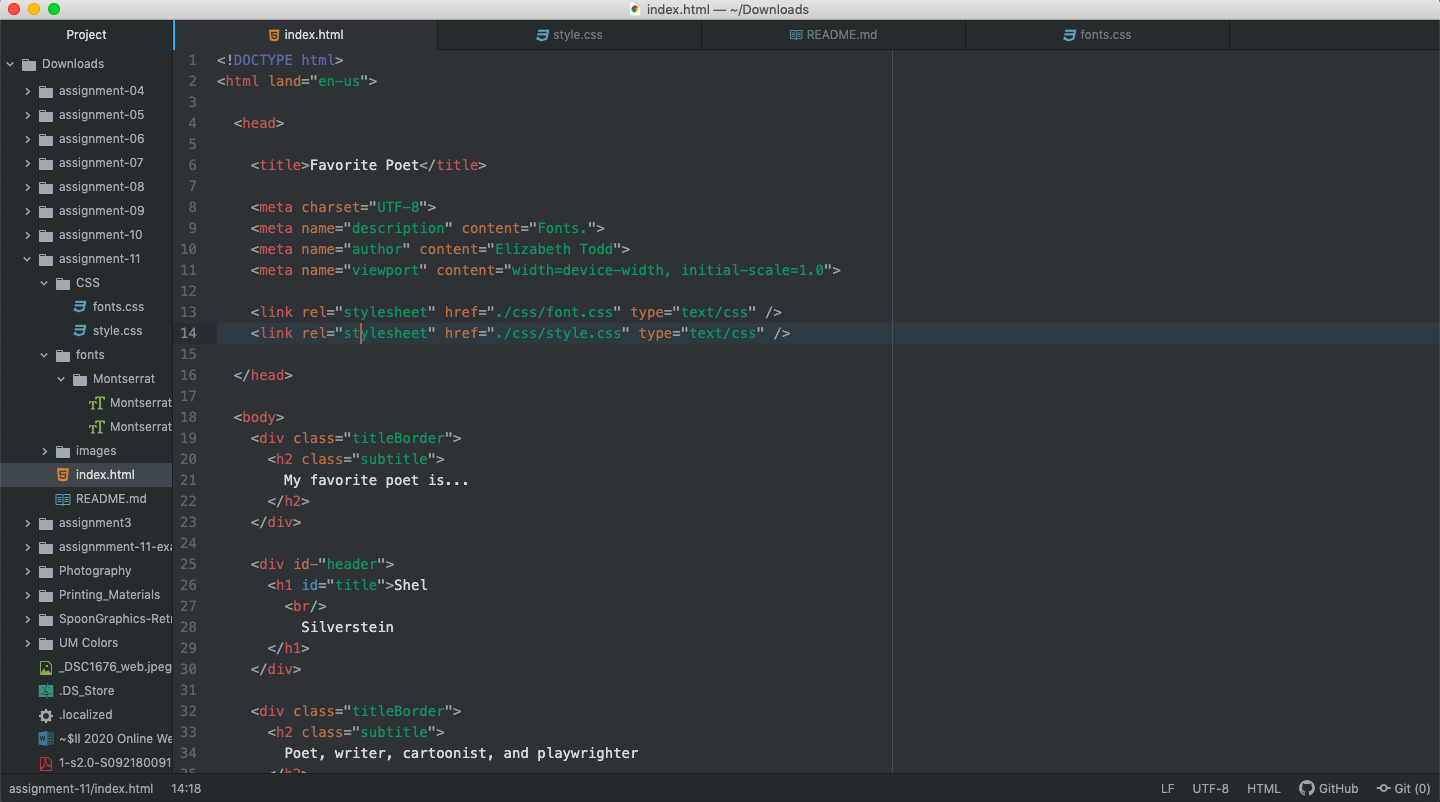 index.html — ~/Downloads
Project
index.html
style.css
README.md
fonts.css
Downloads
assignment-04
assignment-05
assignment-06
assignment-07
assignment-08
assignment-09
assignment-10
assignment-11
CSS
fonts.css
style.css
fonts
Montserrat
Montserrat
Montserrat
images
index.html
README.md
assignment3
assignmment-11-exa
Photography
Printing_Materials
SpoonGraphics-Retr
UM Colors
_DSC1676_web.jpeg
.DS_Store
.localized
~$ll 2020 Online We
1-s2.0-S092180091
1 <!DOCTYPE html>
2 <html land="en-us">
3
4 <head>
5
6 <title>Favorite Poet</title>
7
8 <meta charset="UTF-8">
9 <meta name="description" content="Fonts.">
10 <meta name="author" content="Elizabeth Todd">
11 <meta name="viewport" content="width=device-width, initial-scale=1.0">
12
13 <link rel="stylesheet" href="./css/font.css" type="text/css" />
14 <link rel="stylesheet" href="./css/style.css" type="text/css" />
15
16 </head>
17
18 <body>
19 <div class="titleBorder">
20 <h2 class="subtitle">
21 My favorite poet is...
22 </h2>
23 </div>
24
25 <div id-"header">
26 <h1 id="title">Shel
27 <br/>
28 Silverstein
29 </h1>
30 </div>
31
32 <div class="titleBorder">
33 <h2 class="subtitle">
34 Poet, writer, cartoonist, and playwrighter
35 </h2>
assignment-11/index.html 14:18 LF UTF-8 HTML GitHub Git (0)